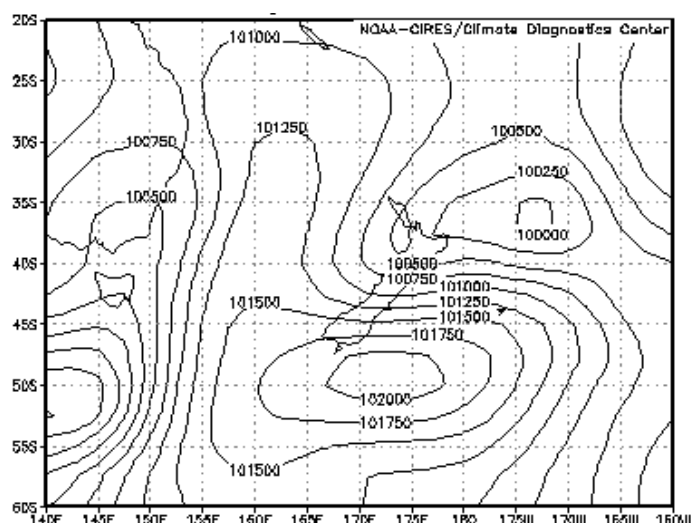 20S
NOAA-CIRES/Climate Diagnostics Center
101000
25S
30S
100750
101250
100500
100250
35S
100500
100000
40S
100500
100750
101000
101500
101250
101500
45S
101750
50S
102000
101750
55S
101500
60S
140E 145E 150E 155E 160E 165E 170E 175E 180 175W 170W 165W 160W